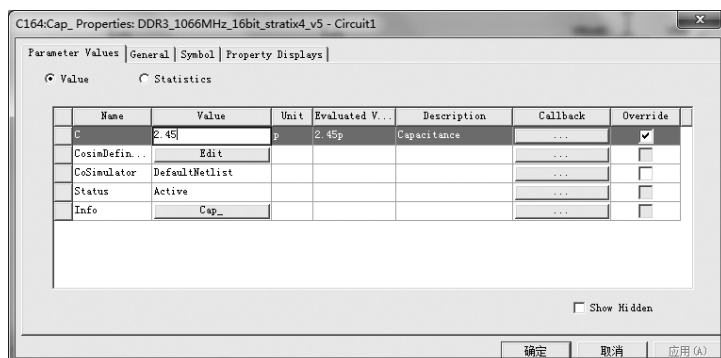 C164:Cap_ Properties: DDR3_1066MHz_16bit_stratix4_v5 - Circuit1
Parameter Values General Symbol Property Displays
Value Statistics
Name Value Unit Evaluated V... Description Callback Override
C 2.45 p 2.45p Capacitance ...
CosimDefin... Edit ...
CoSimulator DefaultNetlist ...
Status Active ...
Info Cap_ ...
Show Hidden
确定 取消 应用(A)